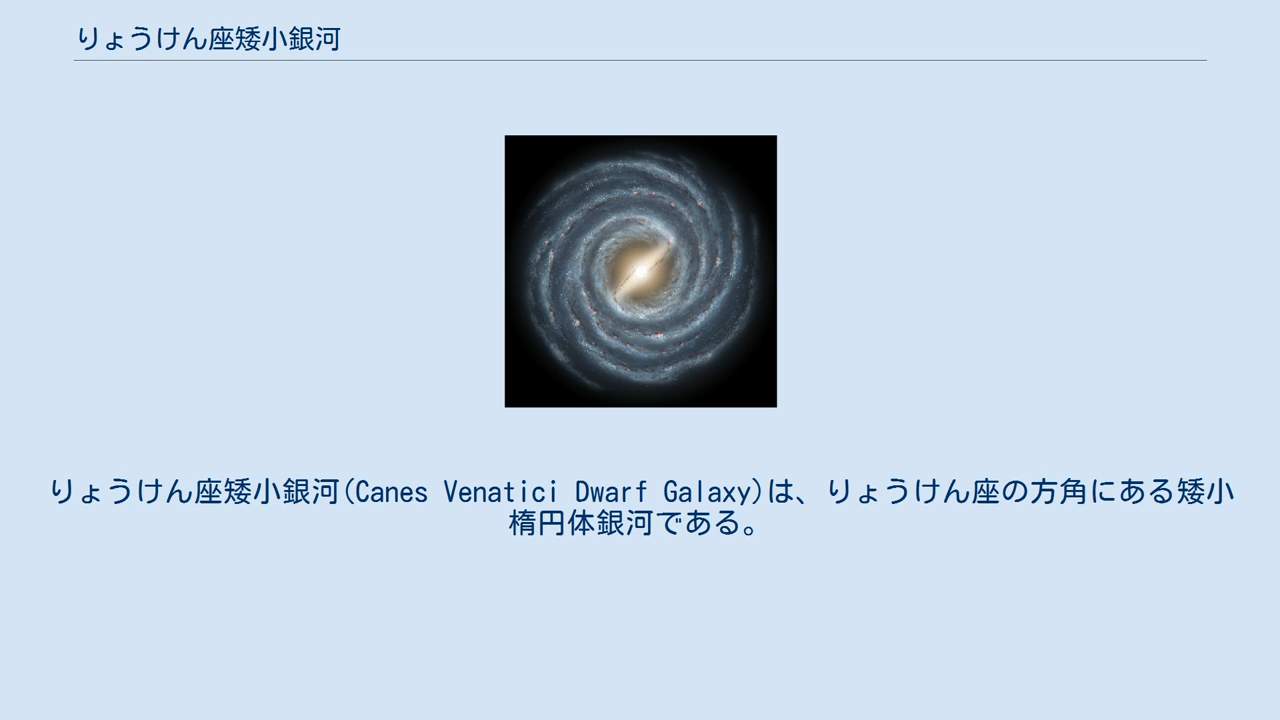 りょうけん座矮小銀河
りょうけん座矮小銀河(Canes Venatici Dwarf Galaxy)は、りょうけん座の方角にある矮小
楕円体銀河である。